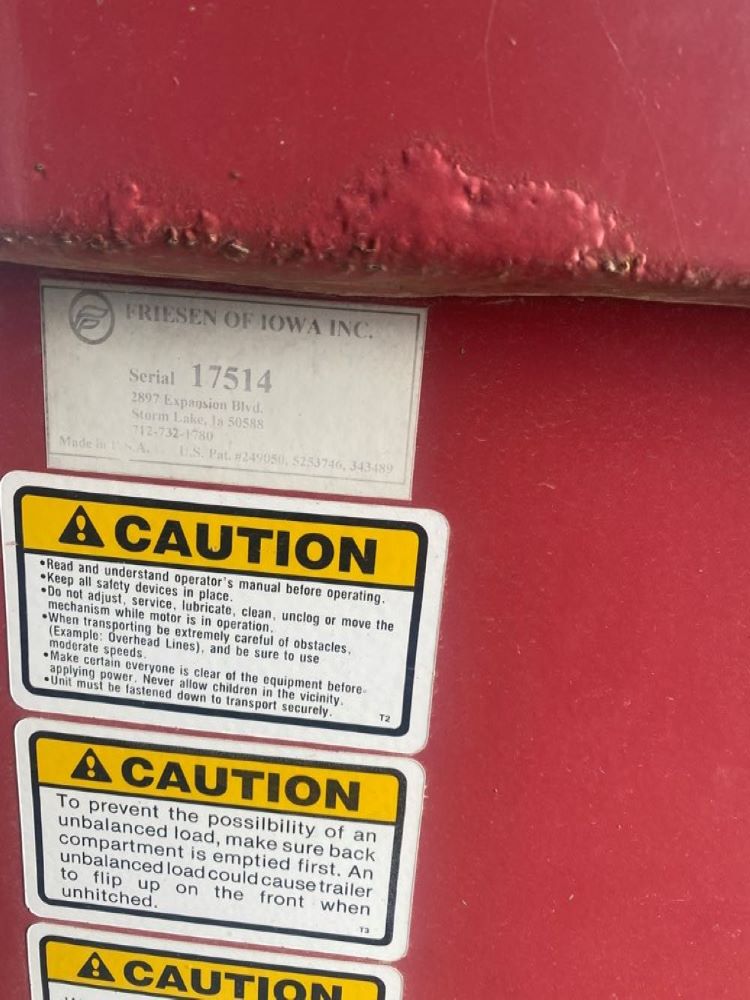 FRIESEN OF IOWA INC.
Serial 17514
2897 Expansion Blvd.
Storm Lake, Ia 50588
712-732-1780
Made in U.S.A. U.S. Pat. #249050, 5253746, 343489
CAUTION
•Read and understand operator's manual before operating.
•Keep all safety devices in place.
•Do not adjust, service, lubricate, clean, unclog or move the
mechanism while motor is in operation.
•When transporting be extremely careful of obstacles,
(Example: Overhead Lines), and be sure to use
moderate speeds.
•Make certain everyone is clear of the equipment before
applying power. Never allow children in the vicinity.
•Unit must be fastened down to transport securely.
T2
CAUTION
To prevent the possilbility of an
unbalanced load, make sure back
compartment is emptied first. An
unbalanced load could cause trailer
to flip up on the front when
unhitched.
T3
CAUTION